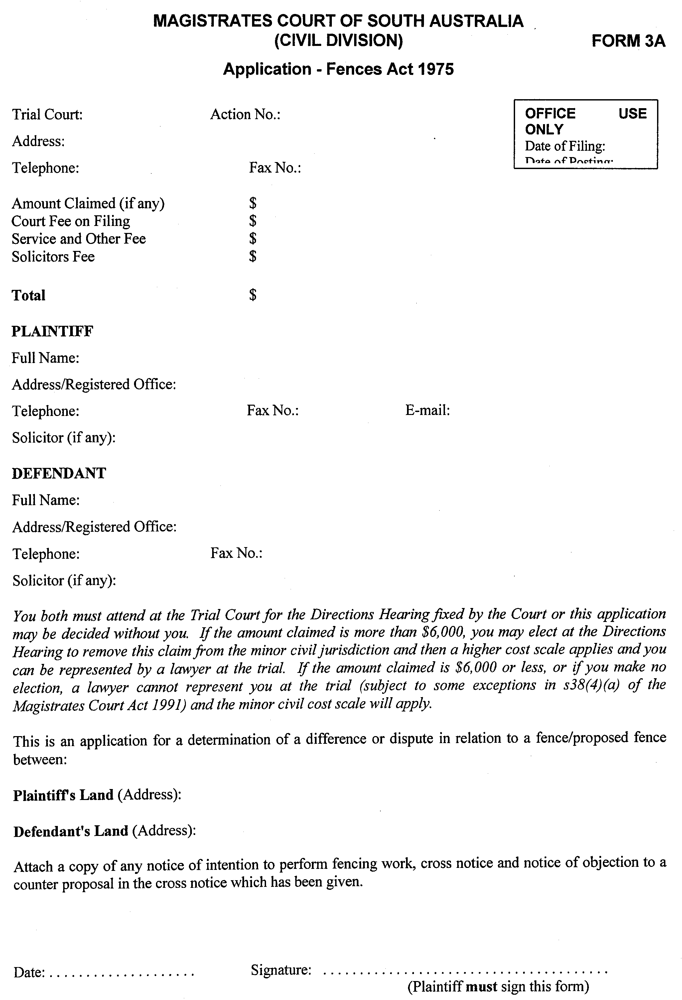 MAGISTRATES COURT OF SOUTH AUSTRALIA
(CIVIL DIVISION) FORM 3A
Application - Fences Act 1975
Trial Court: Action No.:
OFFICE USE
ONLY
Address:
Date of Filing:
Date of Posting:
Telephone: Fax No.:
Amount Claimed (if any) $
Court Fee on Filing $
Service and Other Fee $
Solicitors Fee $
Total $
PLAINTIFF
Full Name:
Address/Registered Office:
Telephone: Fax No.: E-mail:
Solicitor (if any):
DEFENDANT
Full Name:
Address/Registered Office:
Telephone: Fax No.:
Solicitor (if any):
You both must attend at the Trial Court for the Directions Hearing fixed by the Court or this application
may be decided without you. If the amount claimed is more than $6,000, you may elect at the Directions
Hearing to remove this claim from the minor civil jurisdiction and then a higher cost scale applies and you
can be represented by a lawyer at the trial. If the amount claimed is $6,000 or less, or if you make no
election, a lawyer cannot represent you at the trial (subject to some exceptions in s38(4)(a) of the
Magistrates Court Act 1991) and the minor civil cost scale will apply.
This is an application for a determination of a difference or dispute in relation to a fence/proposed fence
between:
Plaintiff's Land (Address):
Defendant's Land (Address):
Attach a copy of any notice of intention to perform fencing work, cross notice and notice of objection to a
counter proposal in the cross notice which has been given.
Date: .................... Signature: .......................................
(Plaintiff must sign this form)